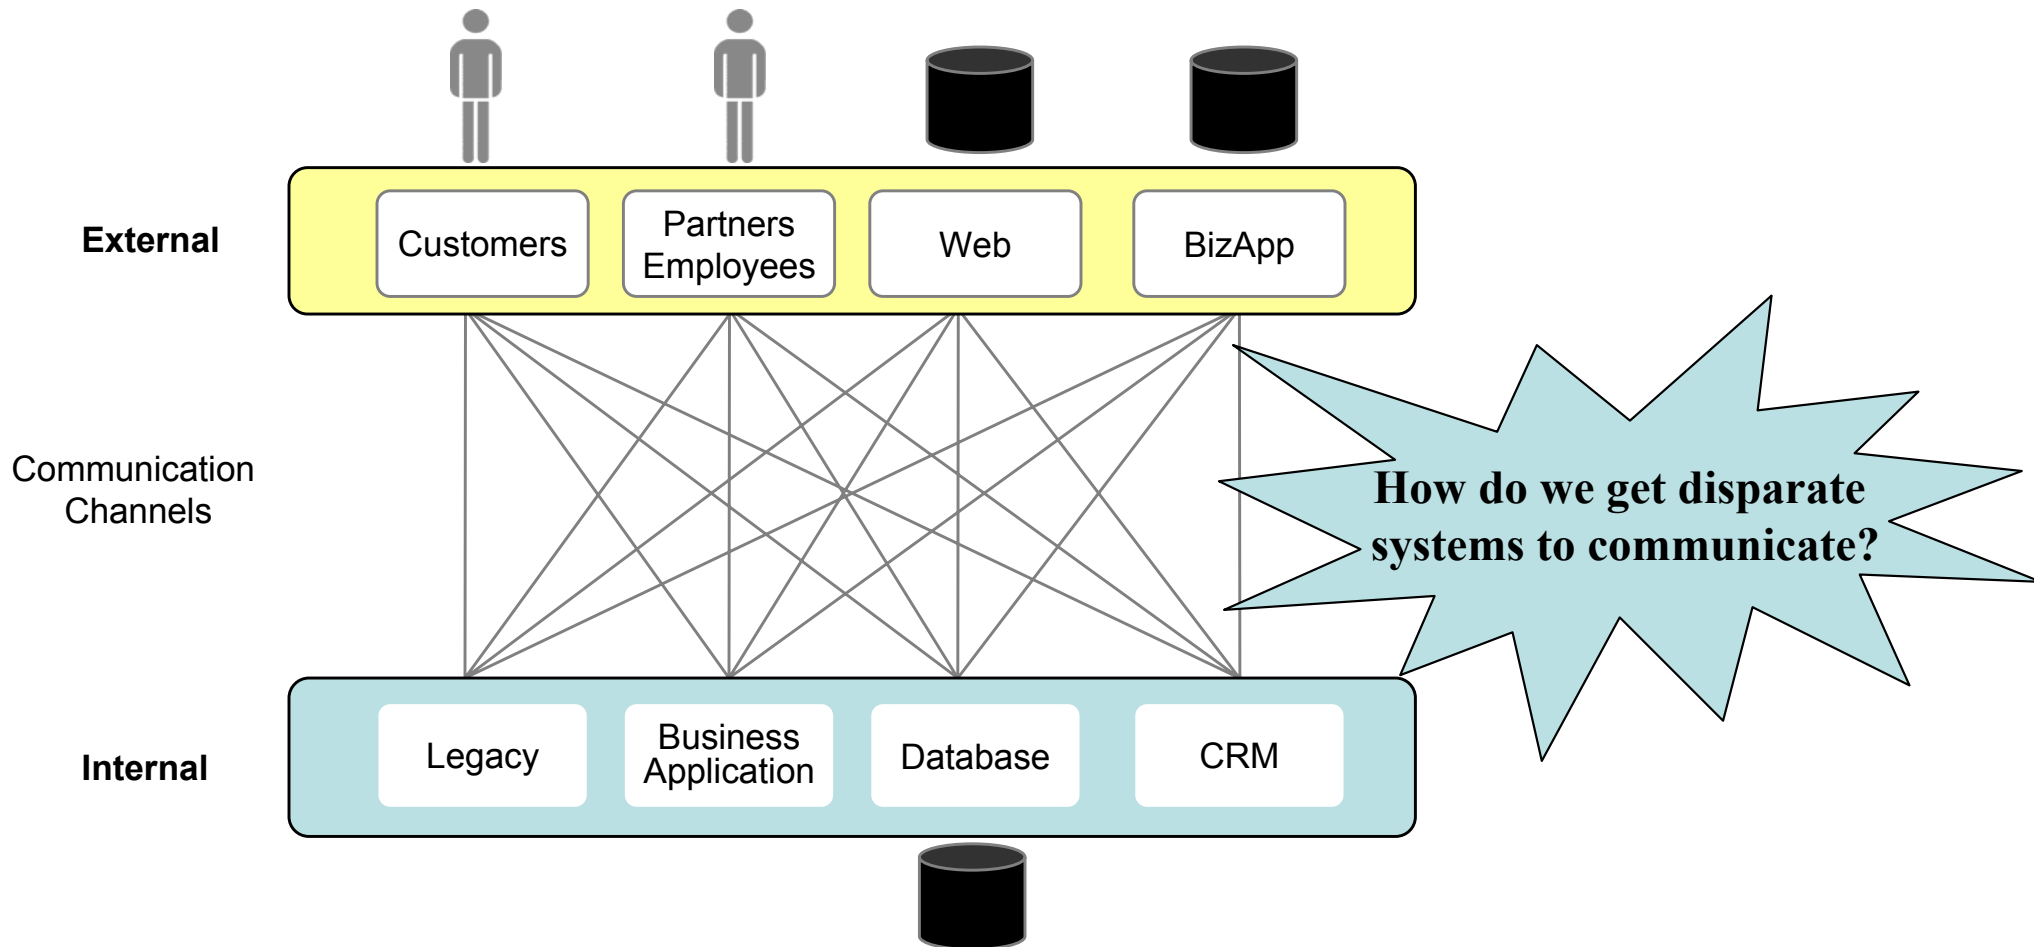 External
Customers
Partners
Employees
Web
BizApp
Communication
Channels
How do we get disparate
systems to communicate?
Internal
Legacy
Business
Application
Database
CRM